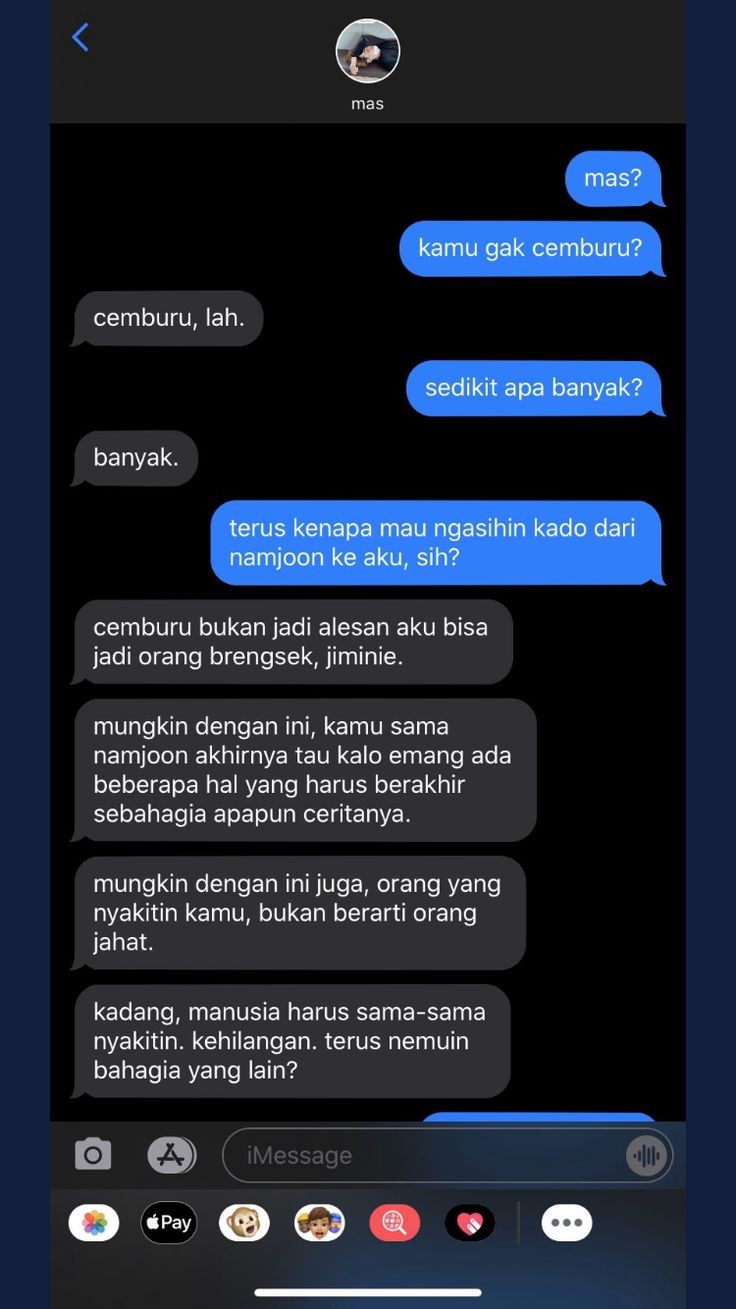 mas
mas?
kamu gak cemburu?
cemburu, lah.
sedikit apa banyak?
banyak.
terus kenapa mau ngasihin kado dari
namjoon ke aku, sih?
cemburu bukan jadi alesan aku bisa
jadi orang brengsek, jiminie.
mungkin dengan ini, kamu sama
namjoon akhirnya tau kalo emang ada
beberapa hal yang harus berakhir
sebahagia apapun ceritanya.
mungkin dengan ini juga, orang yang
nyakitin kamu, bukan berarti orang
jahat.
kadang, manusia harus sama-sama
nyakitin. kehilangan. terus nemuin
bahagia yang lain?
iMessage
Pay